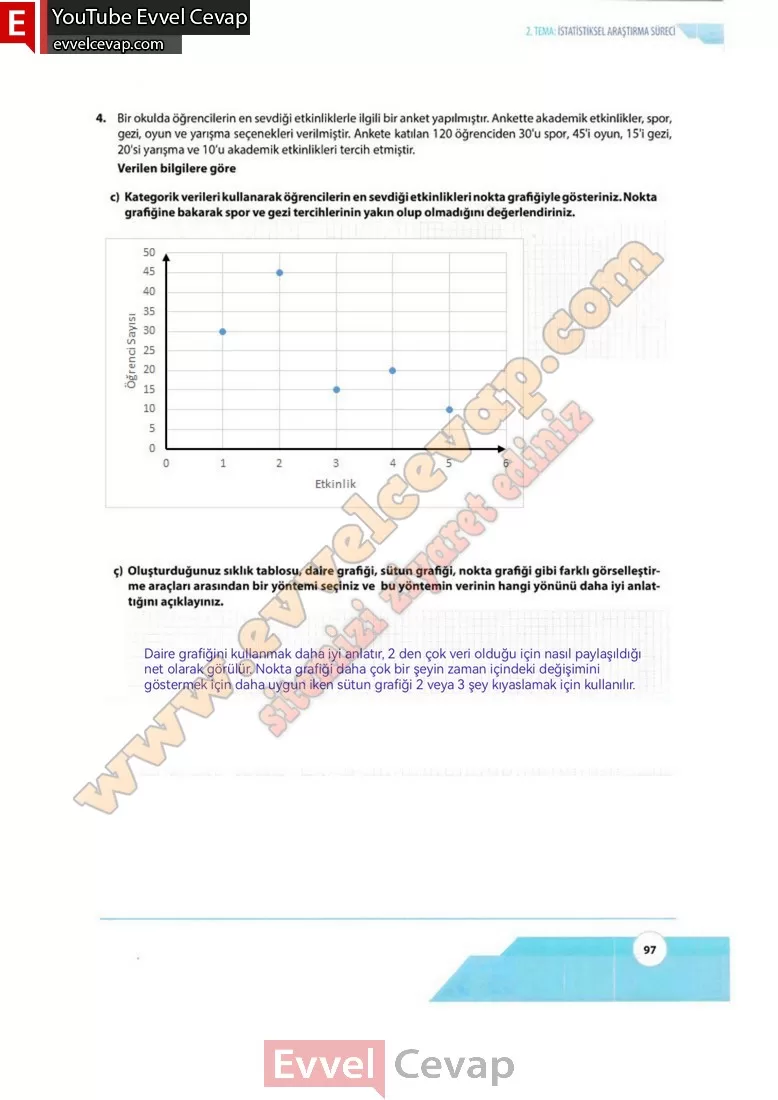 E YouTube Evvel Cevap
evvelcevap.com
2. TEMA: İSTATİSTİKSEL ARAŞTIRMA SÜRECİ
4. Bir okulda öğrencilerin en sevdiği etkinliklerle ilgili bir anket yapılmıştır. Ankette akademik etkinlikler, spor,
gezi, oyun ve yarışma seçenekleri verilmiştir. Ankete katılan 120 öğrenciden 30'u spor, 45'i oyun, 15'i gezi,
20'si yarışma ve 10'u akademik etkinlikleri tercih etmiştir.
Verilen bilgilere göre
c) Kategorik verileri kullanarak öğrencilerin en sevdiği etkinlikleri nokta grafiğiyle gösteriniz. Nokta
grafiğine bakarak spor ve gezi tercihlerinin yakın olup olmadığını değerlendiriniz.
Öğrenci Sayısı
50
45
40
35
30
25
20
15
10
5
0
0 1 2 3 4 5 6
Etkinlik
ç) Oluşturduğunuz sıklık tablosu, daire grafiği, sütun grafiği, nokta grafiği gibi farklı görselleştir-
me araçları arasından bir yöntemi seçiniz ve bu yöntemin verinin hangi yönünü daha iyi anlat-
tığını açıklayınız.
Daire grafiğini kullanmak daha iyi anlatır, 2 den çok veri olduğu için nasıl paylaşıldığı
net olarak görülür. Nokta grafiği daha çok bir şeyin zaman içindeki değişimini
göstermek için daha uygun iken sütun grafiği 2 veya 3 şey kıyaslamak için kullanılır.
www.evvelcevap.com
sitemizi ziyaret ediniz
97
Evvel Cevap